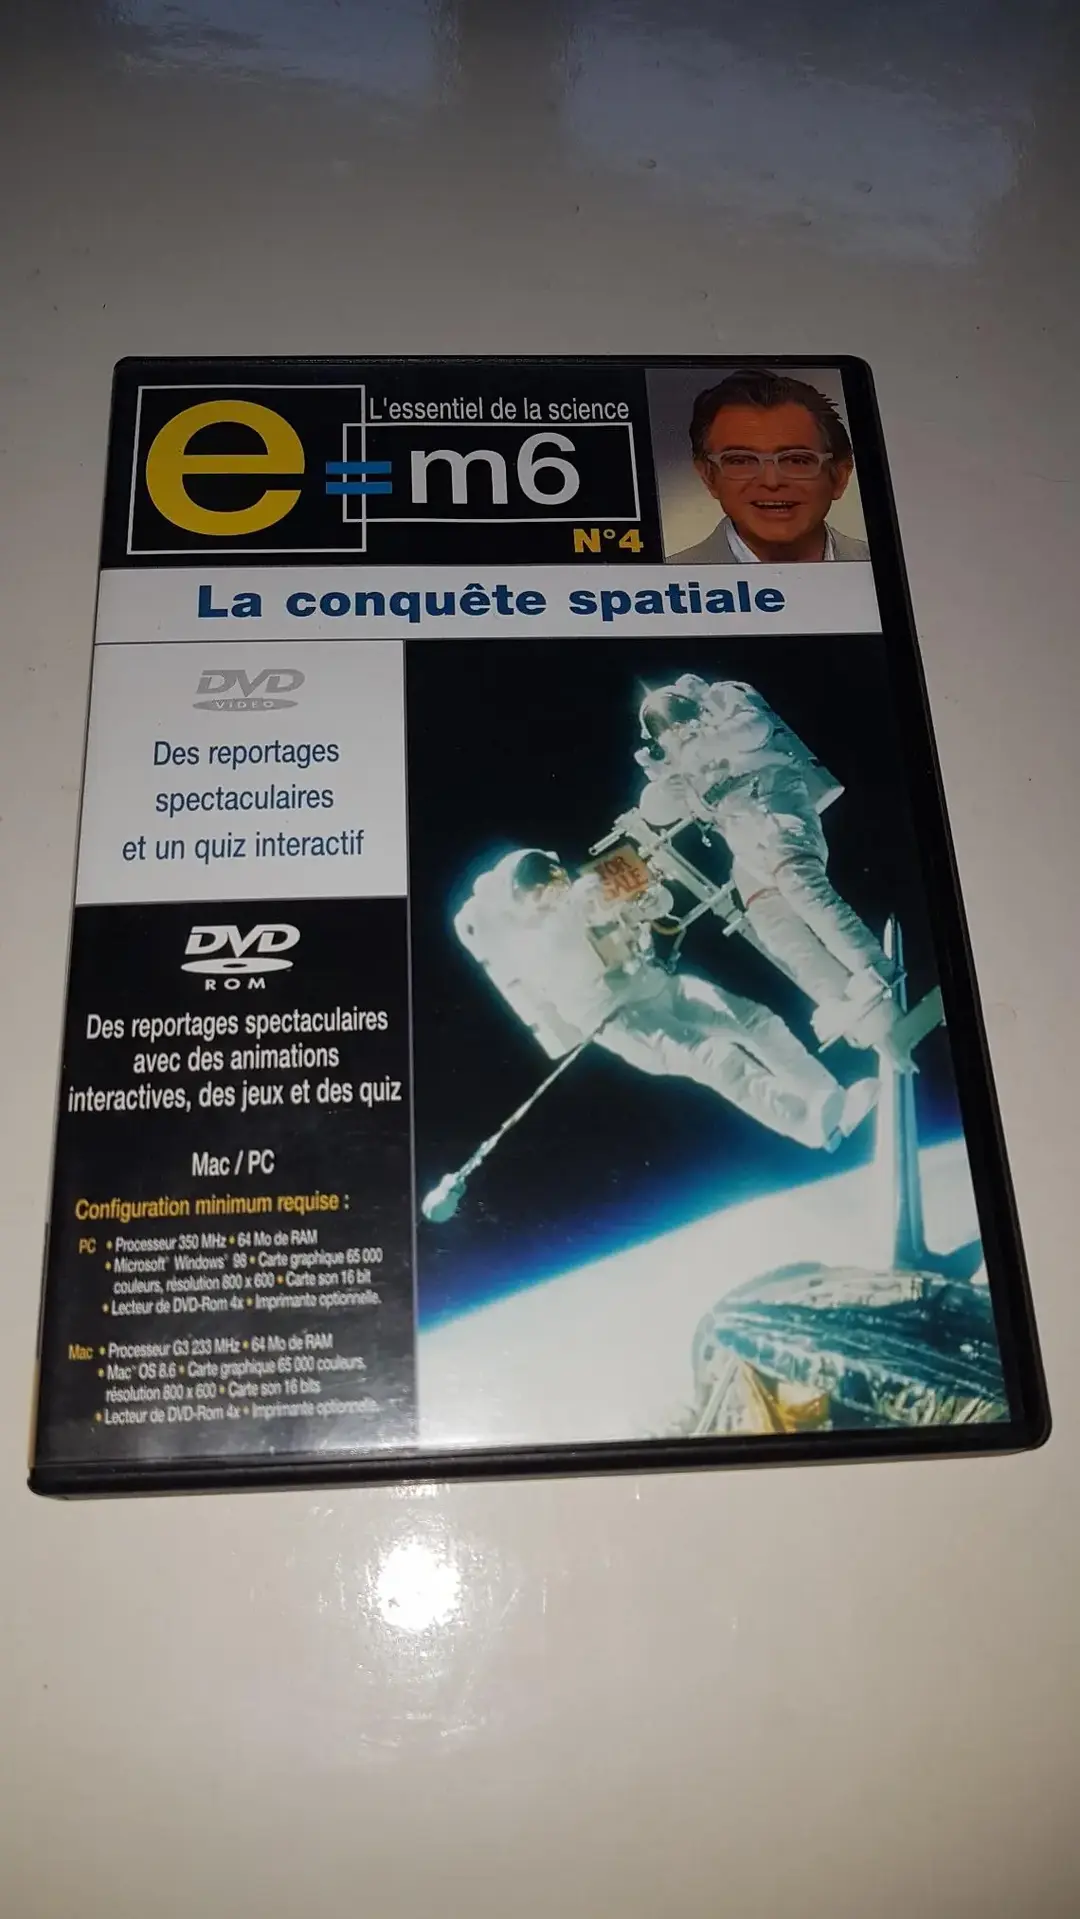 L'essentiel de la science
e=m6
N°4
La conquête spatiale
DVD
VIDEO
Des reportages
spectaculaires
et un quiz interactif
DVD
ROM
Des reportages spectaculaires
avec des animations
interactives, des jeux et des quiz
Mac / PC
Configuration minimum requise :
PC • Processeur 350 MHz • 64 Mo de RAM
• Microsoft® Windows® 98 • Carte graphique 65 000
couleurs, résolution 800 x 600 • Carte son 16 bit
• Lecteur de DVD-Rom 4x • Imprimante optionnelle.
Mac • Processeur G3 233 MHz • 64 Mo de RAM
• Mac® OS 8.6 • Carte graphique 65 000 couleurs,
résolution 800 x 600 • Carte son 16 bits
• Lecteur de DVD-Rom 4x • Imprimante optionnelle.
FOR
SALE